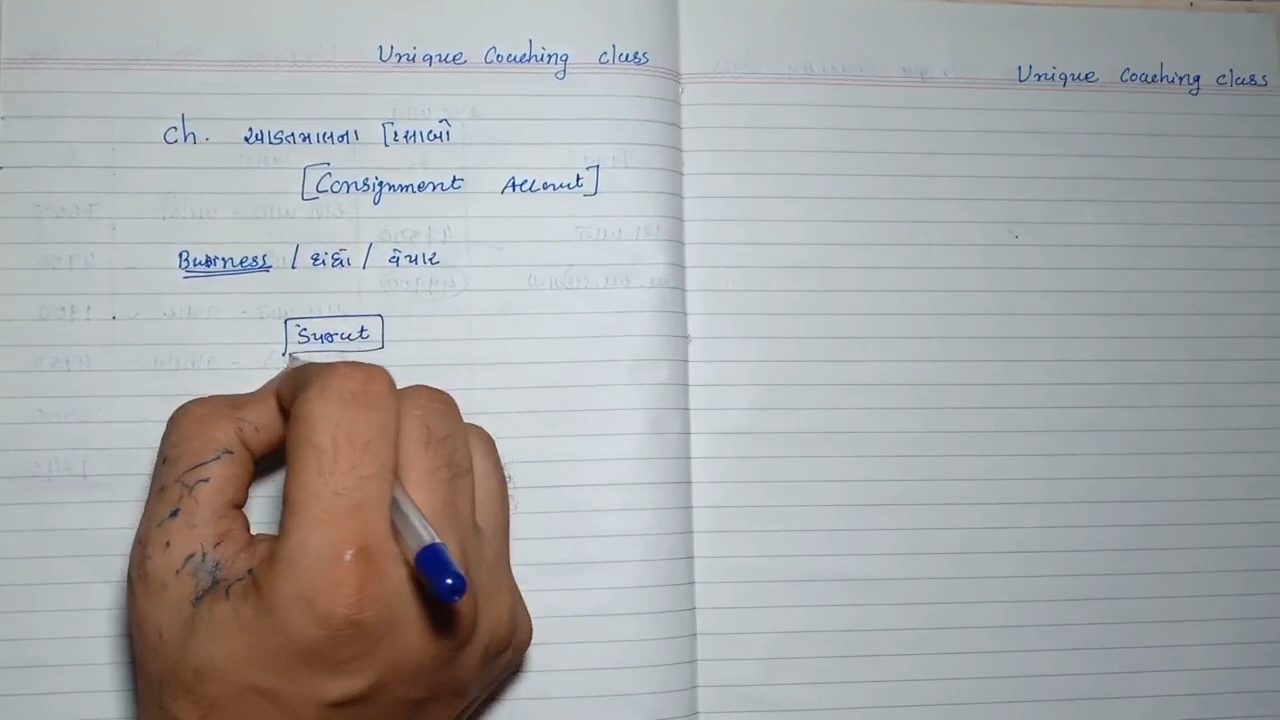 Unique Coaching class
Ch. આડતમાલના હિસાબો
[Consignment Account]
Business / ધંધો / વેપાર
Surat
Unique Coaching class